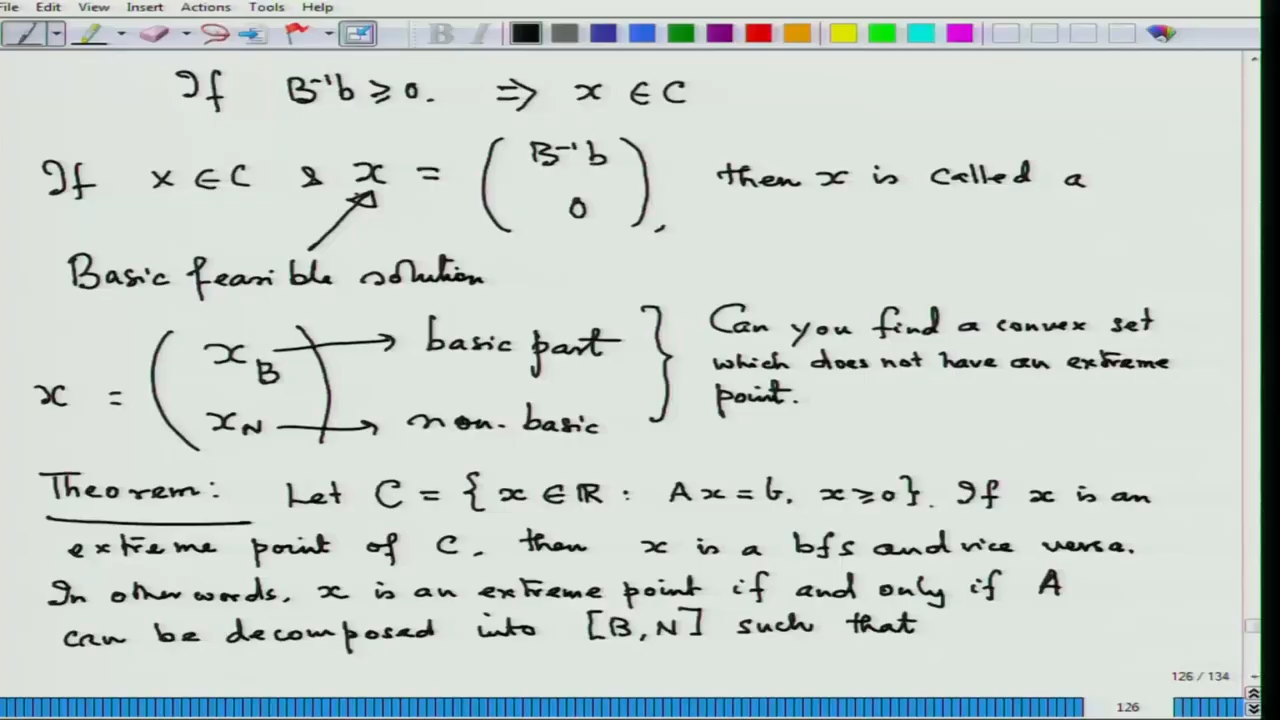 File Edit View Insert Actions Tools Help
If B⁻¹b ≥ 0. ⇒ x ∈ C
If x ∈ C & x = ( B⁻¹b
0 ), then x is called a
Basic feasible solution
x = ( x_B → basic part
x_N ) → non-basic
Can you find a convex set
which does not have an extreme
point.
Theorem: Let C = { x ∈ ℝ : Ax = b, x ≥ 0 }. If x is an
extreme point of C, then x is a bfs and vice versa.
In other words, x is an extreme point if and only if A
can be decomposed into [B, N] such that
126 / 134
126